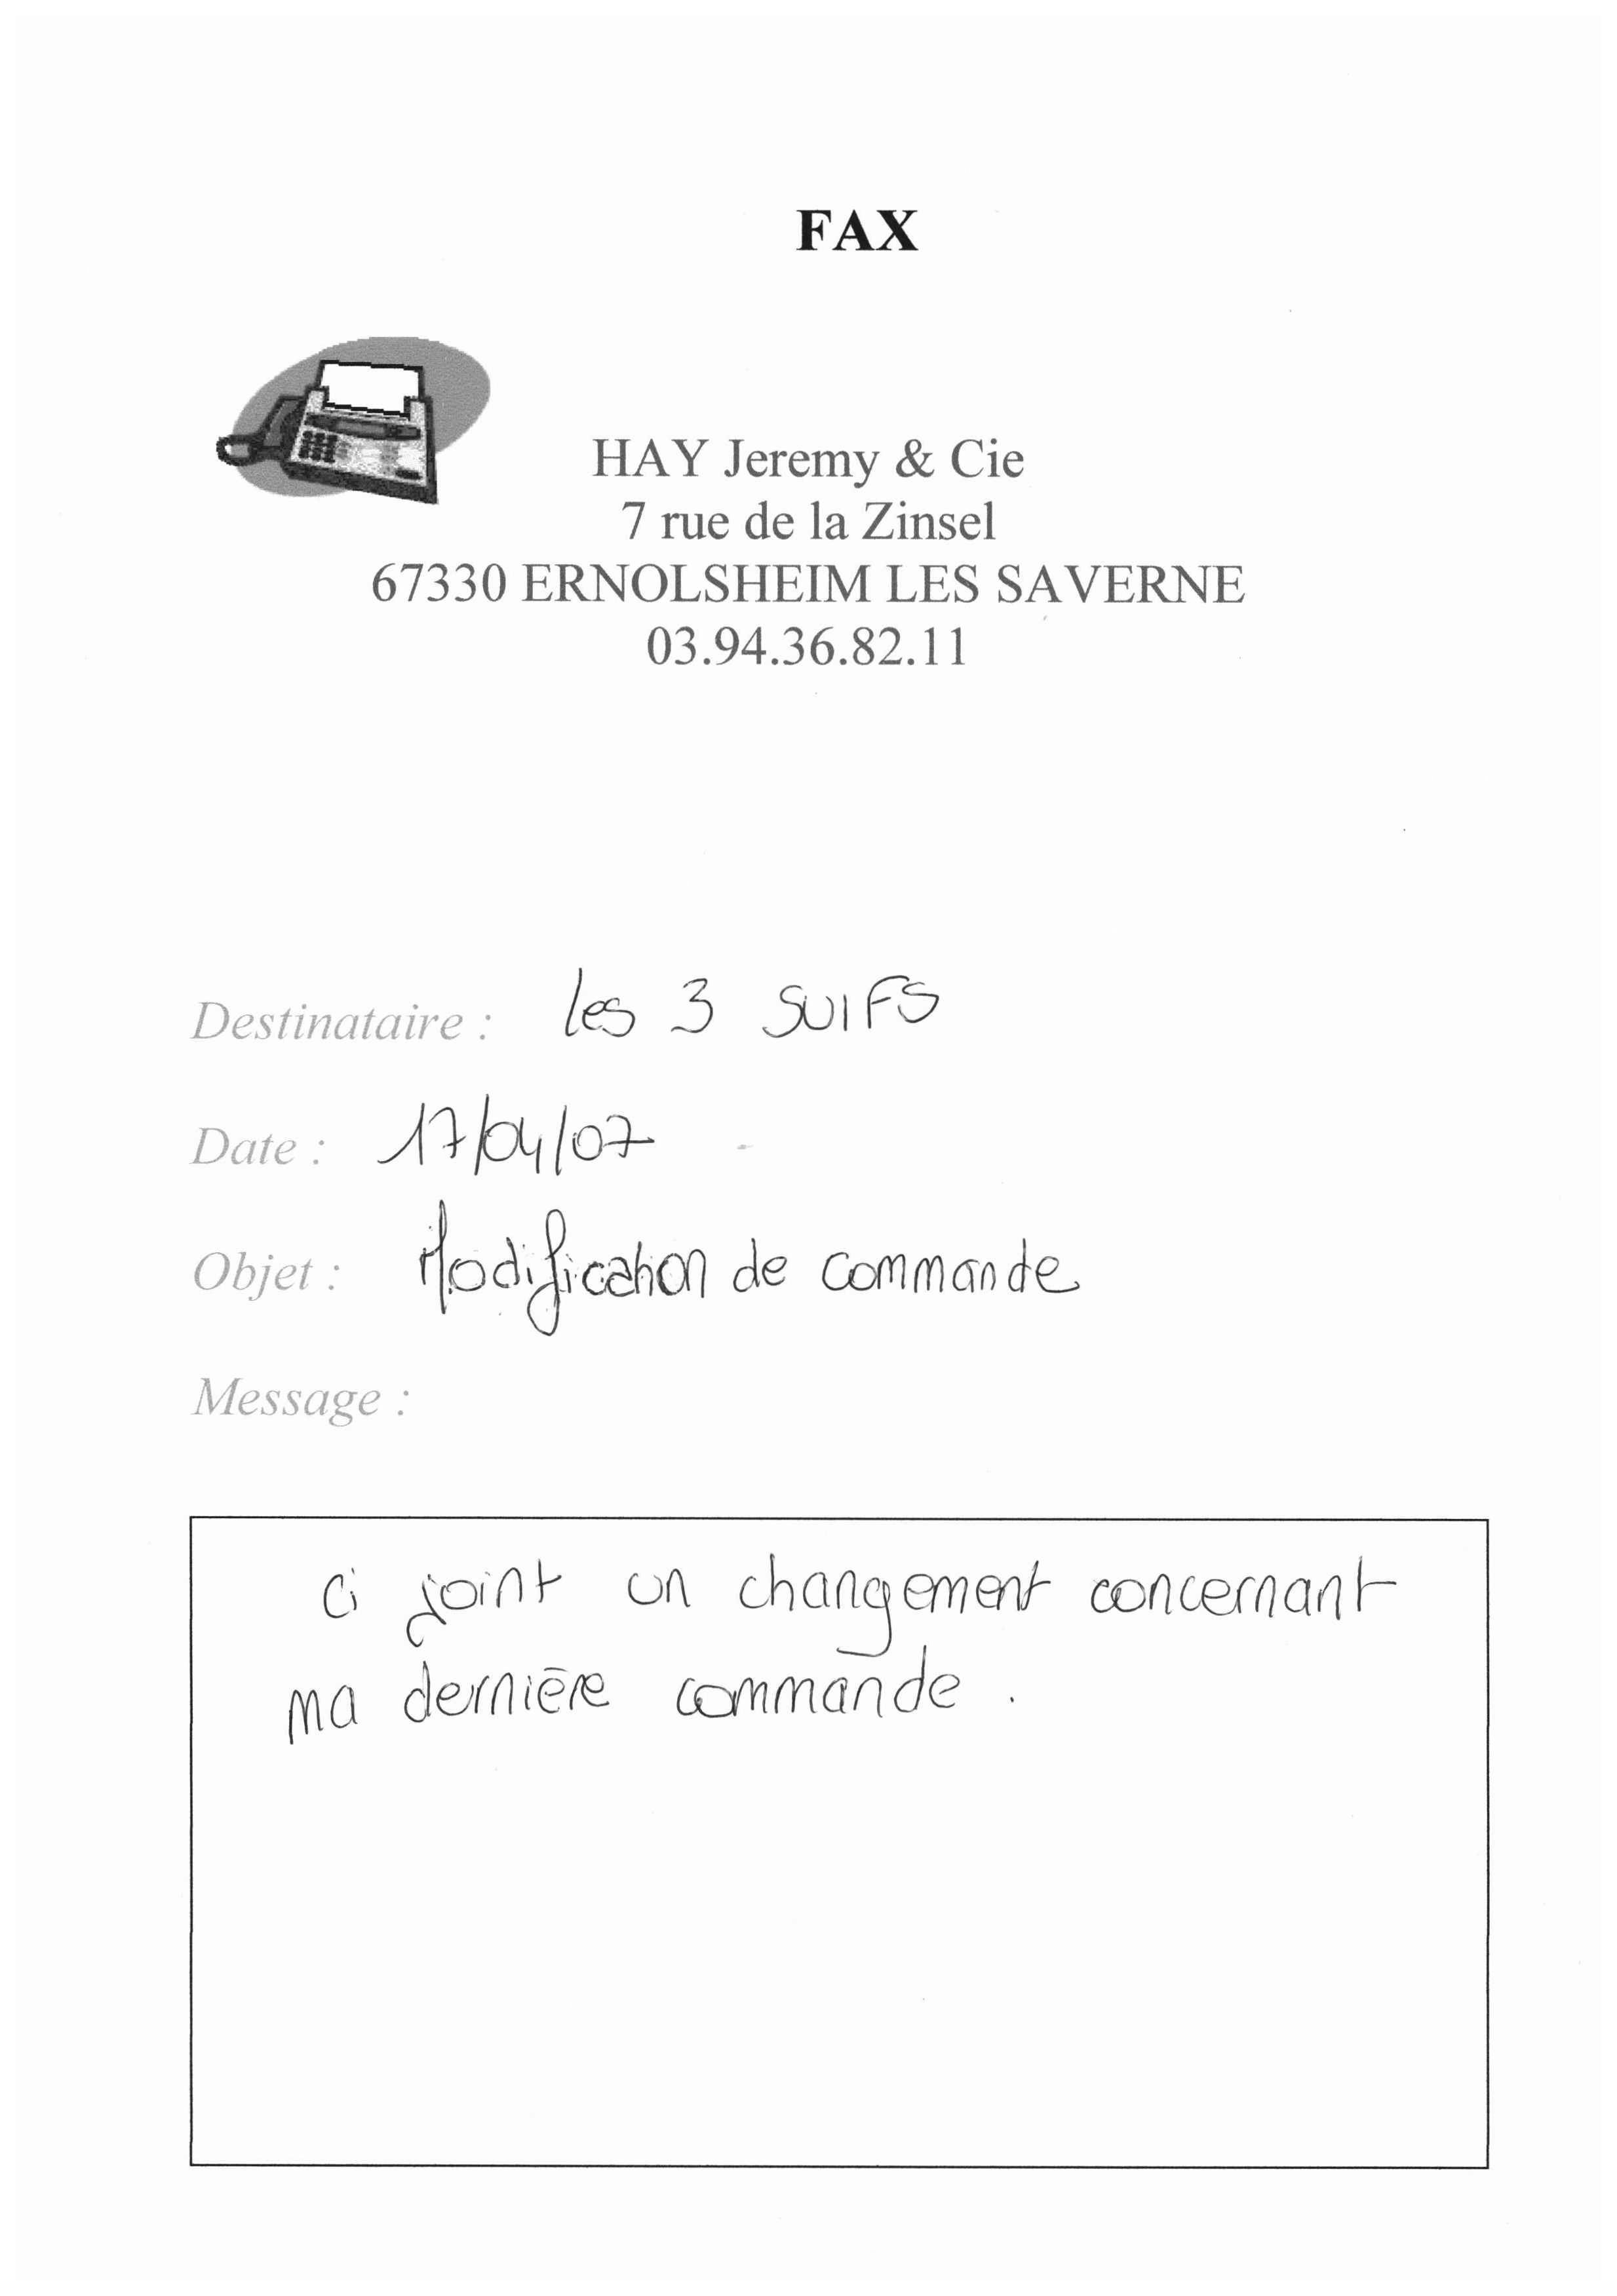 FAX
HAY Jeremy & Cie
7 rue de la Zinsel
67330 ERNOLSHEIM LES SAVERNE
03.94.36.82.11
Destinataire : les 3 SUIFS
Date : 17/04/07
Objet : Modification de commande
Message :
Ci joint un changement concernant
ma dernière commande.